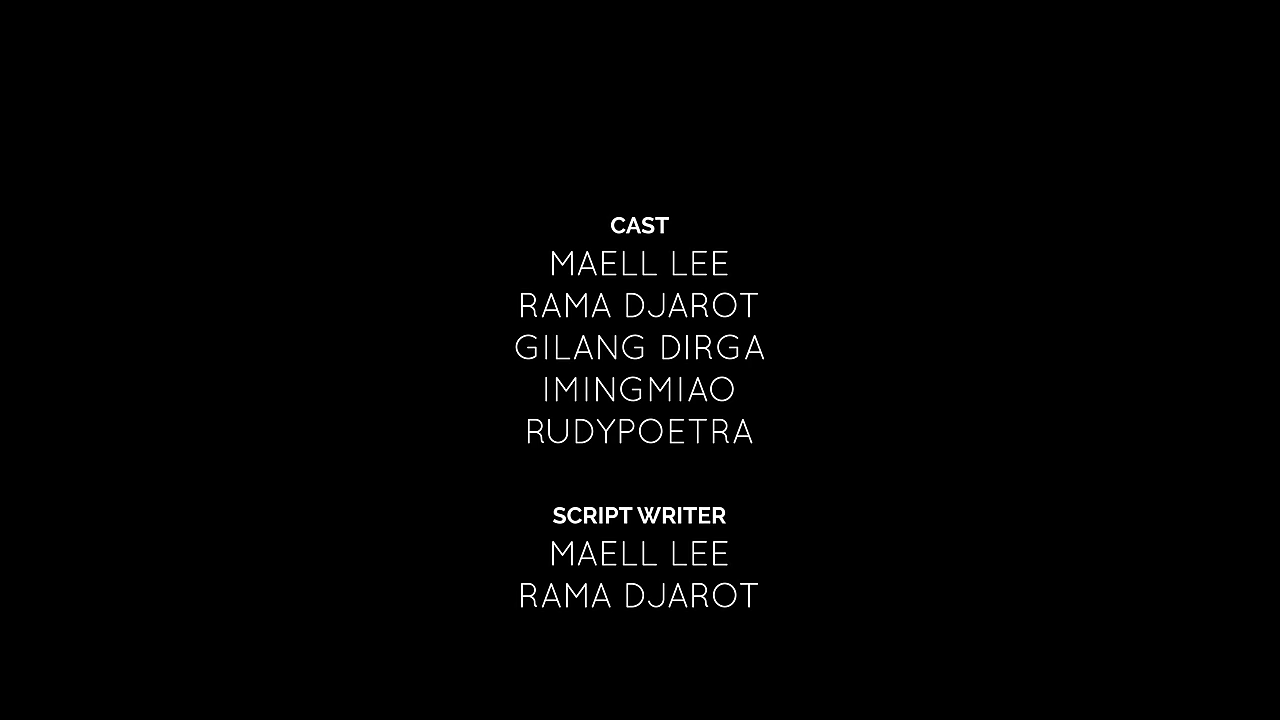 CAST
MAELL LEE
RAMA DJAROT
GILANG DIRGA
IMINGMIAO
RUDYPOETRA
SCRIPT WRITER
MAELL LEE
RAMA DJAROT